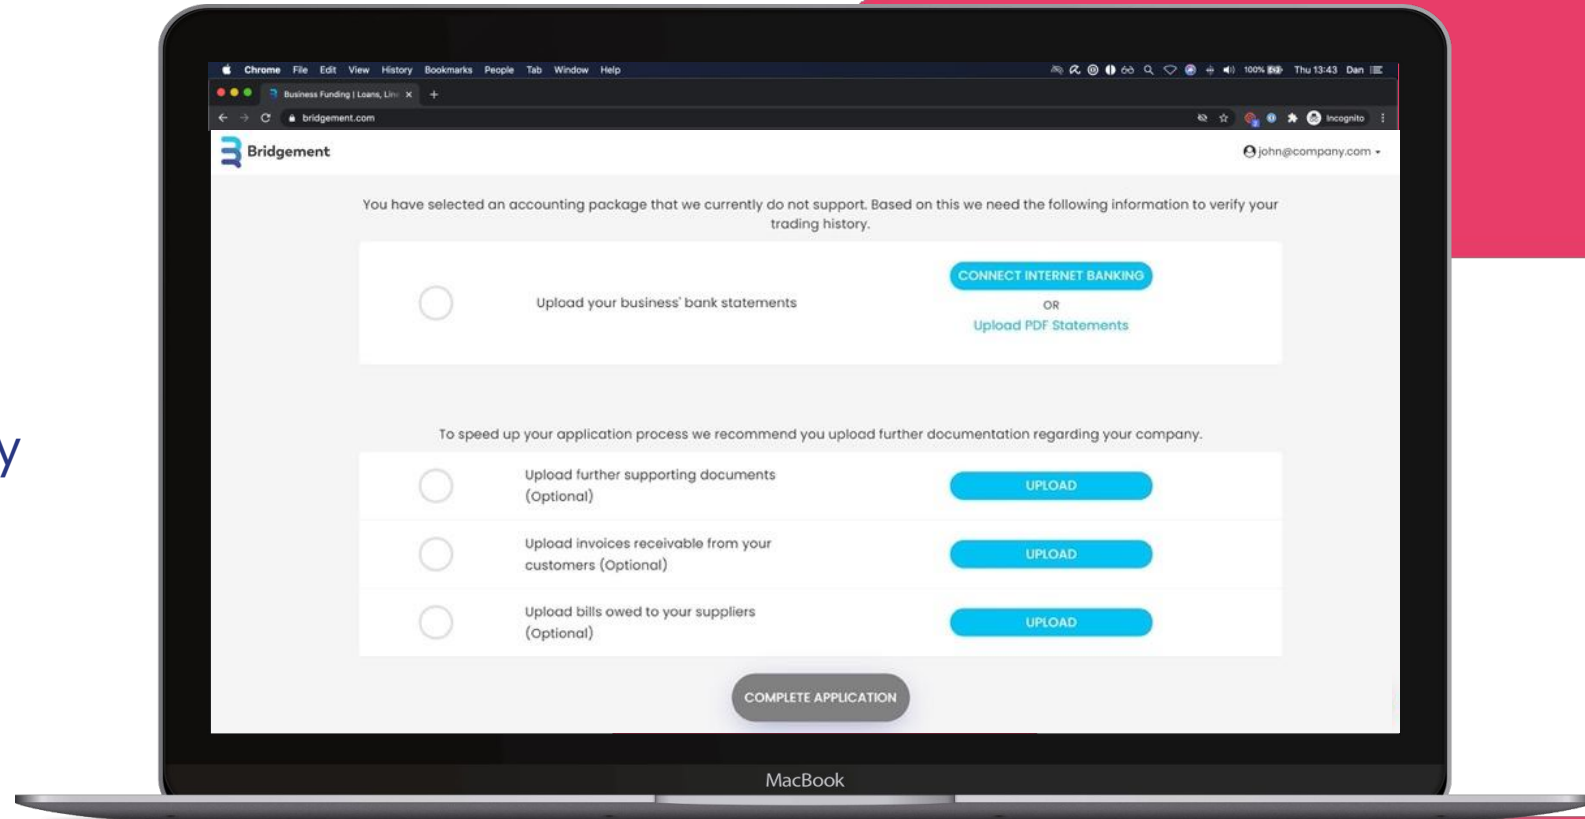 Chrome File Edit View History Bookmarks People Tab Window Help 100% Thu 13:43 Dan
Business Funding | Loans, Lin
bridgement.com Incognito
Bridgement john@company.com
You have selected an accounting package that we currently do not support. Based on this we need the following information to verify your
trading history.
CONNECT INTERNET BANKING
Upload your business' bank statements
OR
Upload PDF Statements
y
To speed up your application process we recommend you upload further documentation regarding your company.
Upload further supporting documents
(Optional)
UPLOAD
Upload invoices receivable from your
customers (Optional)
UPLOAD
Upload bills owed to your suppliers
(Optional)
UPLOAD
COMPLETE APPLICATION
MacBook